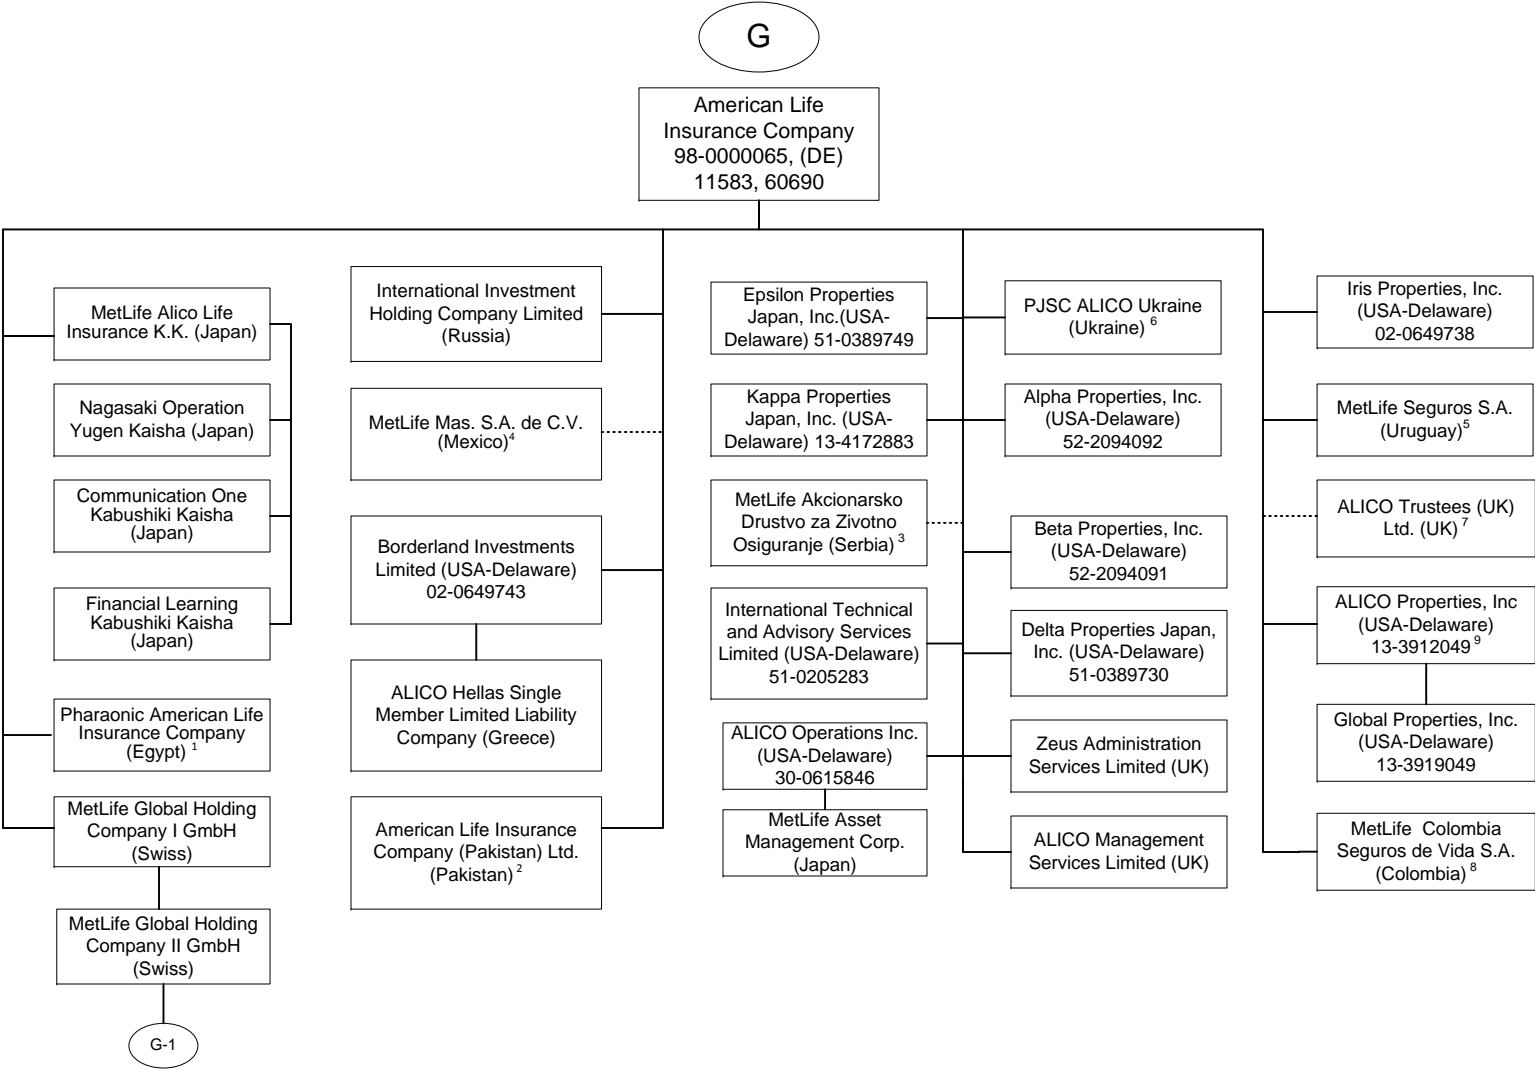 G
American Life
Insurance Company
98-0000065, (DE)
11583, 60690
MetLife Alico Life
Insurance K.K. (Japan)
Nagasaki Operation
Yugen Kaisha (Japan)
Communication One
Kabushiki Kaisha
(Japan)
Financial Learning
Kabushiki Kaisha
(Japan)
Pharaonic American Life
Insurance Company
(Egypt) 1
MetLife Global Holding
Company I GmbH
(Swiss)
MetLife Global Holding
Company II GmbH
(Swiss)
G-1
International Investment
Holding Company Limited
(Russia)
MetLife Mas. S.A. de C.V.
(Mexico)4
Borderland Investments
Limited (USA-Delaware)
02-0649743
ALICO Hellas Single
Member Limited Liability
Company (Greece)
American Life Insurance
Company (Pakistan) Ltd.
(Pakistan) 2
Epsilon Properties
Japan, Inc.(USA-
Delaware) 51-0389749
Kappa Properties
Japan, Inc. (USA-
Delaware) 13-4172883
MetLife Akcionarsko
Drustvo za Zivotno
Osiguranje (Serbia) 3
International Technical
and Advisory Services
Limited (USA-Delaware)
51-0205283
ALICO Operations Inc.
(USA-Delaware)
30-0615846
MetLife Asset
Management Corp.
(Japan)
PJSC ALICO Ukraine
(Ukraine) 6
Alpha Properties, Inc.
(USA-Delaware)
52-2094092
Beta Properties, Inc.
(USA-Delaware)
52-2094091
Delta Properties Japan,
Inc. (USA-Delaware)
51-0389730
Zeus Administration
Services Limited (UK)
ALICO Management
Services Limited (UK)
Iris Properties, Inc.
(USA-Delaware)
02-0649738
MetLife Seguros S.A.
(Uruguay)5
ALICO Trustees (UK)
Ltd. (UK) 7
ALICO Properties, Inc
(USA-Delaware)
13-3912049 9
Global Properties, Inc.
(USA-Delaware)
13-3919049
MetLife Colombia
Seguros de Vida S.A.
(Colombia) 8